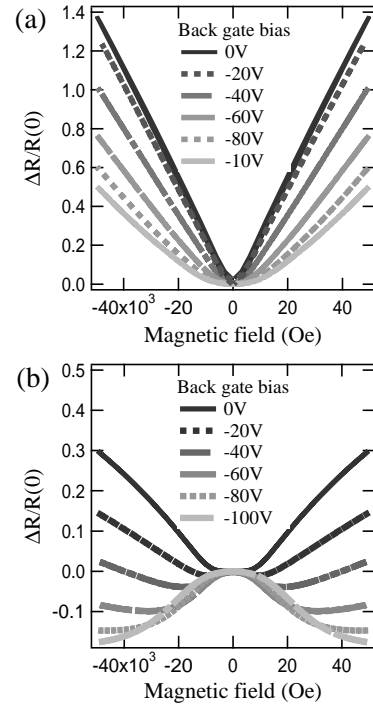 (a)
Back gate bias
0V
-20V
-40V
-60V
-80V
-10V
1.4
1.2
1.0
0.8
0.6
0.4
0.2
0.0
ΔR/R(0)
-40x10³ -20 0 20 40
Magnetic field (Oe)
(b)
Back gate bias
0V
-20V
-40V
-60V
-80V
-100V
0.5
0.4
0.3
0.2
0.1
0.0
-0.1
ΔR/R(0)
-40x10³ -20 0 20 40
Magnetic field (Oe)